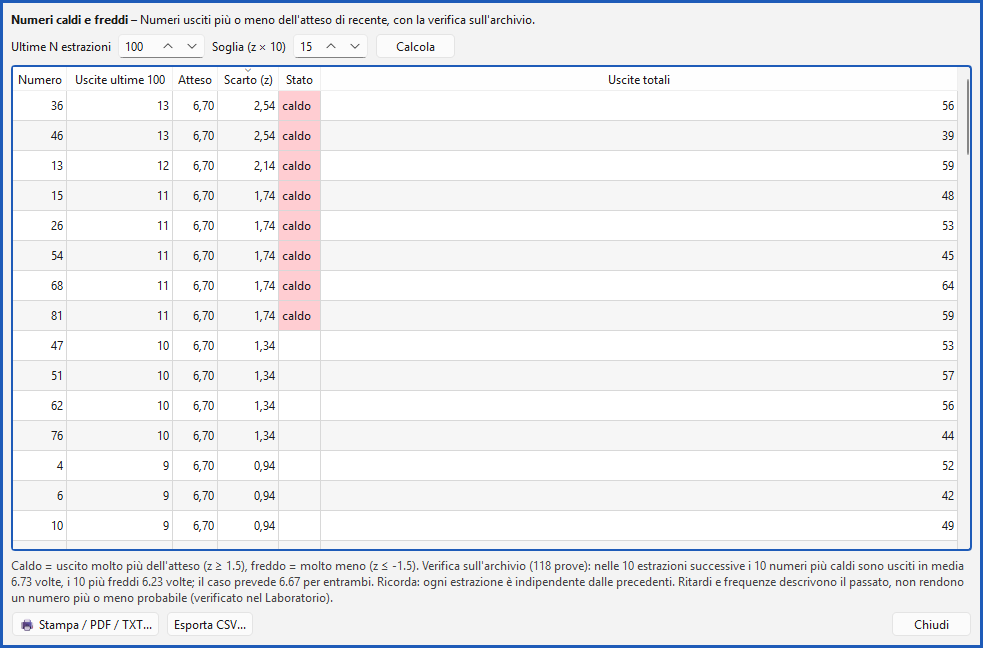 Numeri caldi e freddi – Numeri usciti più o meno dell'atteso di recente, con la verifica sull'archivio.
Ultime N estrazioni 100 Soglia (z × 10) 15 Calcola
Numero Uscite ultime 100 Atteso Scarto (z) Stato Uscite totali
36 13 6,70 2,54 caldo 56
46 13 6,70 2,54 caldo 39
13 12 6,70 2,14 caldo 59
15 11 6,70 1,74 caldo 48
26 11 6,70 1,74 caldo 53
54 11 6,70 1,74 caldo 45
68 11 6,70 1,74 caldo 64
81 11 6,70 1,74 caldo 59
47 10 6,70 1,34 53
51 10 6,70 1,34 57
62 10 6,70 1,34 56
76 10 6,70 1,34 44
4 9 6,70 0,94 52
6 9 6,70 0,94 42
10 9 6,70 0,94 49
Caldo = uscito molto più dell'atteso (z ≥ 1.5), freddo = molto meno (z ≤ -1.5). Verifica sull'archivio (118 prove): nelle 10 estrazioni successive i 10 numeri più caldi sono usciti in media
6.73 volte, i 10 più freddi 6.23 volte; il caso prevede 6.67 per entrambi. Ricorda: ogni estrazione è indipendente dalle precedenti. Ritardi e frequenze descrivono il passato, non rendono
un numero più o meno probabile (verificato nel Laboratorio).
Stampa / PDF / TXT... Esporta CSV... Chiudi